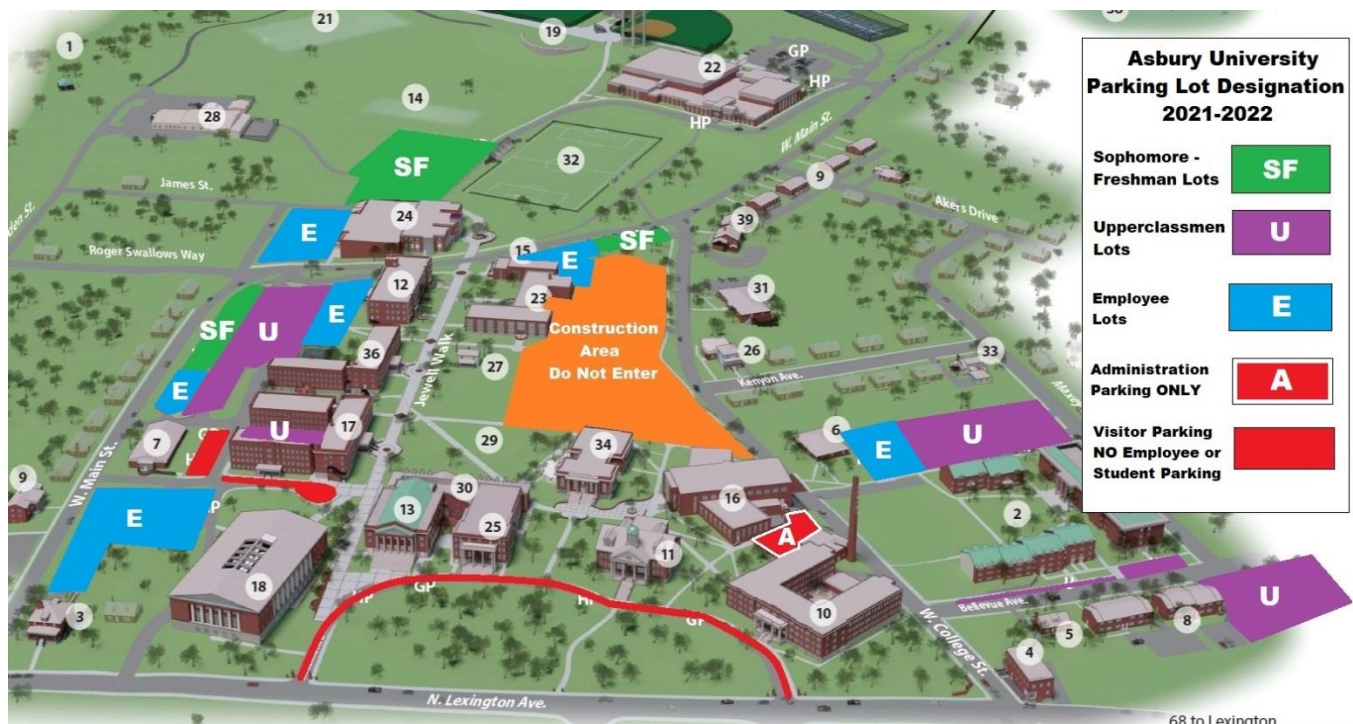 21
1
19
22
GP
HP
14
28
HP
32
W. Main St.
SF
James St.
9
24
39
Akers Drive
E
Roger Swallows Way
15
SF
E
12
31
23
SF
U
E
Construction
Area
Do Not Enter
36
27
26
33
Kenyon Ave.
Jewell Walk
E
Maxey
17
U
7
29
34
6
E
U
W. Main St.
9
E
30
13
16
25
A
2
11
18
GP
HP
HP
GP
10
U
Bellevue Ave.
U
3
5
8
W. College St.
4
N. Lexington Ave.
68 to Lexington
Asbury University
Parking Lot Designation
2021-2022
Sophomore -
Freshman Lots
SF
Upperclassmen
Lots
U
Employee
Lots
E
Administration
Parking ONLY
A
Visitor Parking
NO Employee or
Student Parking